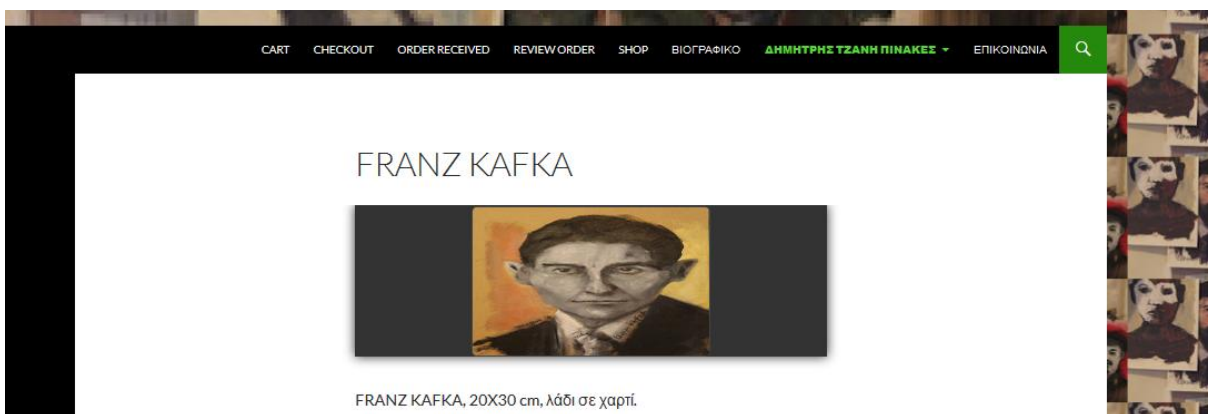 CART CHECKOUT ORDER RECEIVED REVIEW ORDER SHOP ΒΙΟΓΡΑΦΙΚΟ ΔΗΜΗΤΡΗΣ ΤΖΑΝΗ ΠΙΝΑΚΕΣ ΕΠΙΚΟΙΝΩΝΙΑ
FRANZ KAFKA
FRANZ KAFKA, 20X30 cm, λάδι σε χαρτί.